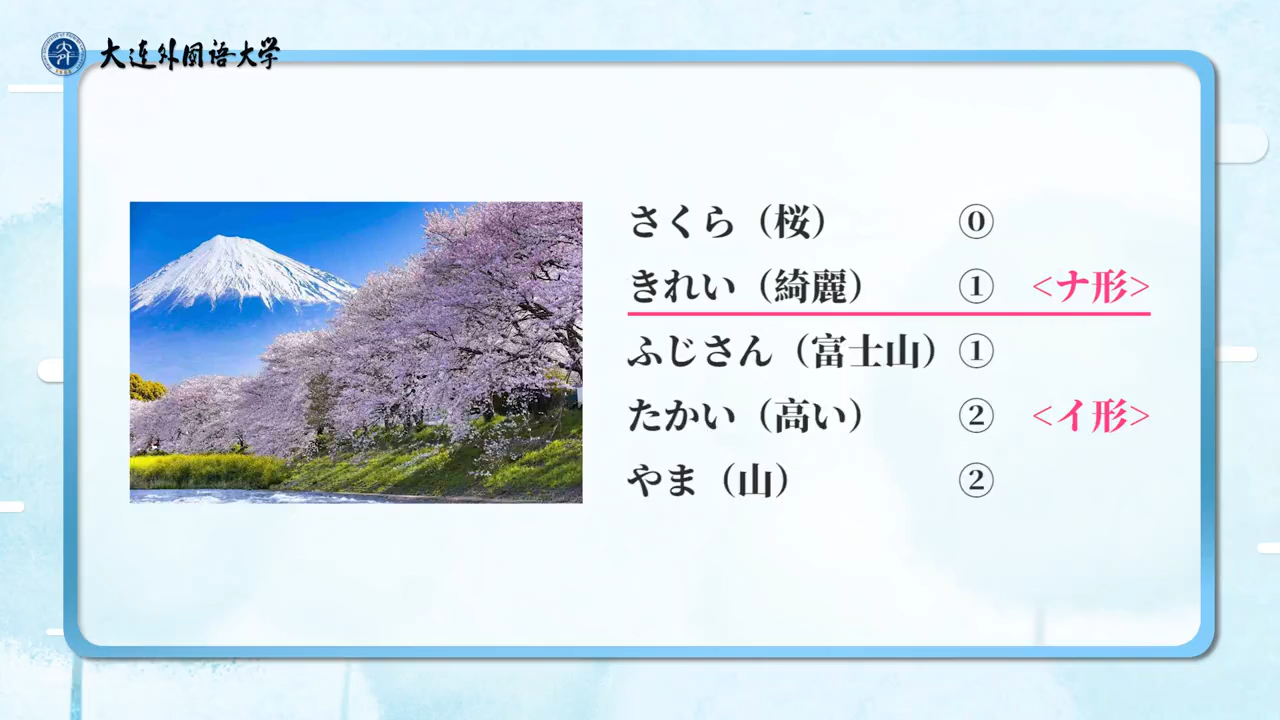 大连外国语大学
さくら（桜） ⓪
きれい（綺麗） ① <ナ形>
ふじさん（富士山） ①
たかい（高い） ② <イ形>
やま（山） ②